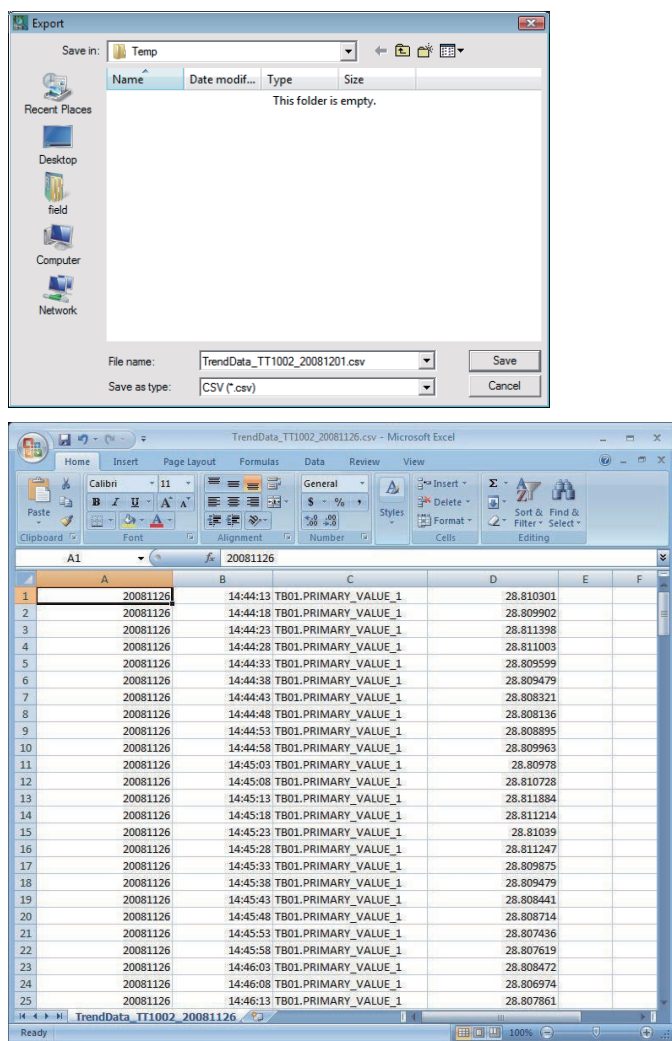 Export
Save in: Temp
Name Date modif... Type Size
This folder is empty.
Recent Places
Desktop
field
Computer
Network
File name: TrendData_TT1002_20081201.csv Save
Save as type: CSV (*.csv) Cancel
TrendData_TT1002_20081126.csv - Microsoft Excel
Home Insert Page Layout Formulas Data Review View
Calibri 11 General Insert Σ
Paste B I U A A $ % , Styles Delete Sort & Filter Find & Select
A Format
Clipboard Font Alignment Number Cells Editing
A1 fx 20081126
A B C D E F
1 20081126 14:44:13 TB01.PRIMARY_VALUE_1 28.810301
2 20081126 14:44:18 TB01.PRIMARY_VALUE_1 28.809902
3 20081126 14:44:23 TB01.PRIMARY_VALUE_1 28.811398
4 20081126 14:44:28 TB01.PRIMARY_VALUE_1 28.811003
5 20081126 14:44:33 TB01.PRIMARY_VALUE_1 28.809599
6 20081126 14:44:38 TB01.PRIMARY_VALUE_1 28.809479
7 20081126 14:44:43 TB01.PRIMARY_VALUE_1 28.808321
8 20081126 14:44:48 TB01.PRIMARY_VALUE_1 28.808136
9 20081126 14:44:53 TB01.PRIMARY_VALUE_1 28.808895
10 20081126 14:44:58 TB01.PRIMARY_VALUE_1 28.809963
11 20081126 14:45:03 TB01.PRIMARY_VALUE_1 28.80978
12 20081126 14:45:08 TB01.PRIMARY_VALUE_1 28.810728
13 20081126 14:45:13 TB01.PRIMARY_VALUE_1 28.811884
14 20081126 14:45:18 TB01.PRIMARY_VALUE_1 28.811214
15 20081126 14:45:23 TB01.PRIMARY_VALUE_1 28.81039
16 20081126 14:45:28 TB01.PRIMARY_VALUE_1 28.811247
17 20081126 14:45:33 TB01.PRIMARY_VALUE_1 28.809875
18 20081126 14:45:38 TB01.PRIMARY_VALUE_1 28.809479
19 20081126 14:45:43 TB01.PRIMARY_VALUE_1 28.808441
20 20081126 14:45:48 TB01.PRIMARY_VALUE_1 28.808714
21 20081126 14:45:53 TB01.PRIMARY_VALUE_1 28.807436
22 20081126 14:45:58 TB01.PRIMARY_VALUE_1 28.807619
23 20081126 14:46:03 TB01.PRIMARY_VALUE_1 28.808472
24 20081126 14:46:08 TB01.PRIMARY_VALUE_1 28.806974
25 20081126 14:46:13 TB01.PRIMARY_VALUE_1 28.807861
TrendData_TT1002_20081126
Ready 100%